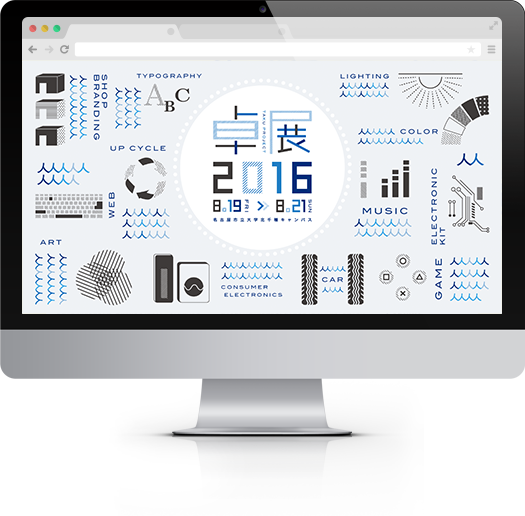 TYPOGRAPHY
LIGHTING
SHOP
BRANDING
ABC
卓展
TAKUTEN PROJECT
COLOR
UP CYCLE
2016
8.19 FRI > 8.21 SUN
名古屋市立大学北千種キャンパス
WEB
MUSIC
ELECTRONIC
KIT
ART
CONSUMER
ELECTRONICS
CAR
GAME